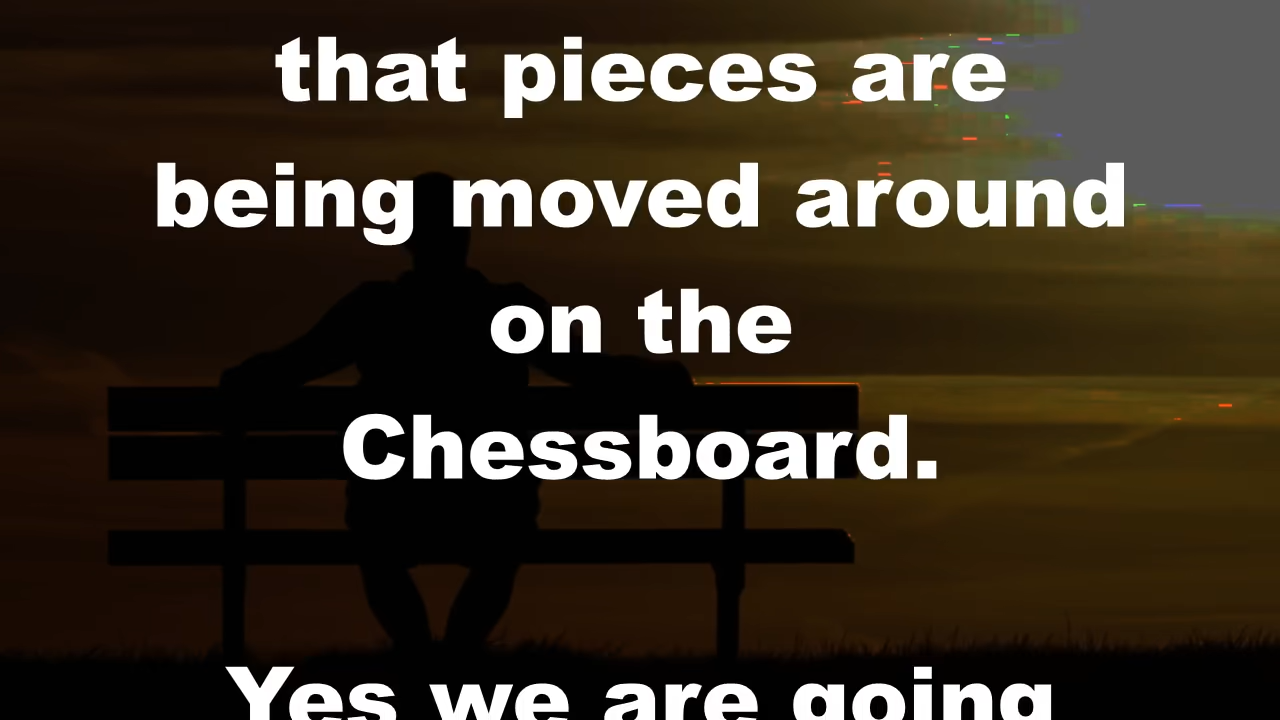 that pieces are
being moved around
on the
Chessboard.
Yes we are going